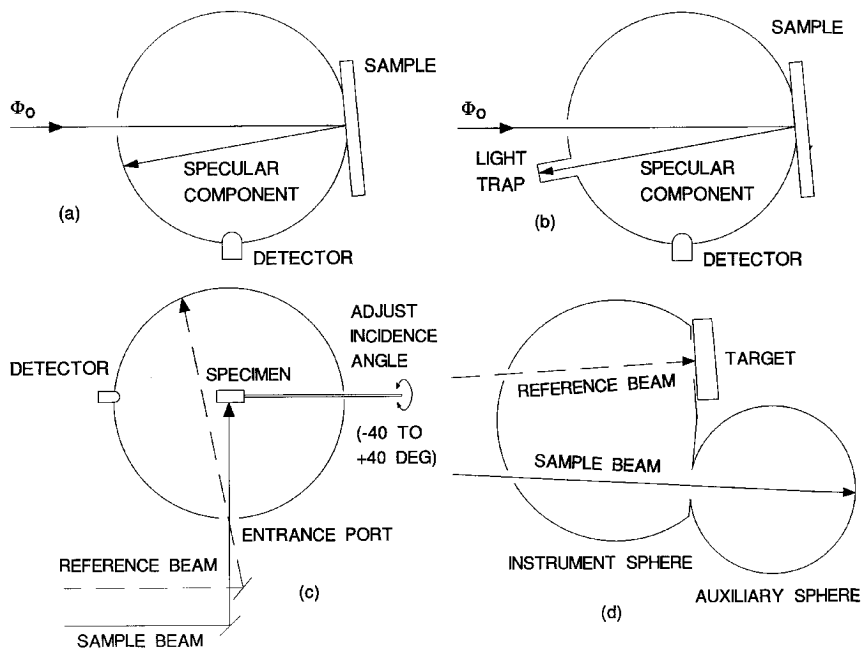 SAMPLE
Φo
SPECULAR
COMPONENT
(a)
DETECTOR
SAMPLE
Φo
LIGHT
TRAP
SPECULAR
COMPONENT
(b)
DETECTOR
DETECTOR
SPECIMEN
ADJUST
INCIDENCE
ANGLE
(-40 TO
+40 DEG)
ENTRANCE PORT
REFERENCE BEAM
(c)
SAMPLE BEAM
TARGET
REFERENCE BEAM
SAMPLE BEAM
INSTRUMENT SPHERE
(d)
AUXILIARY SPHERE